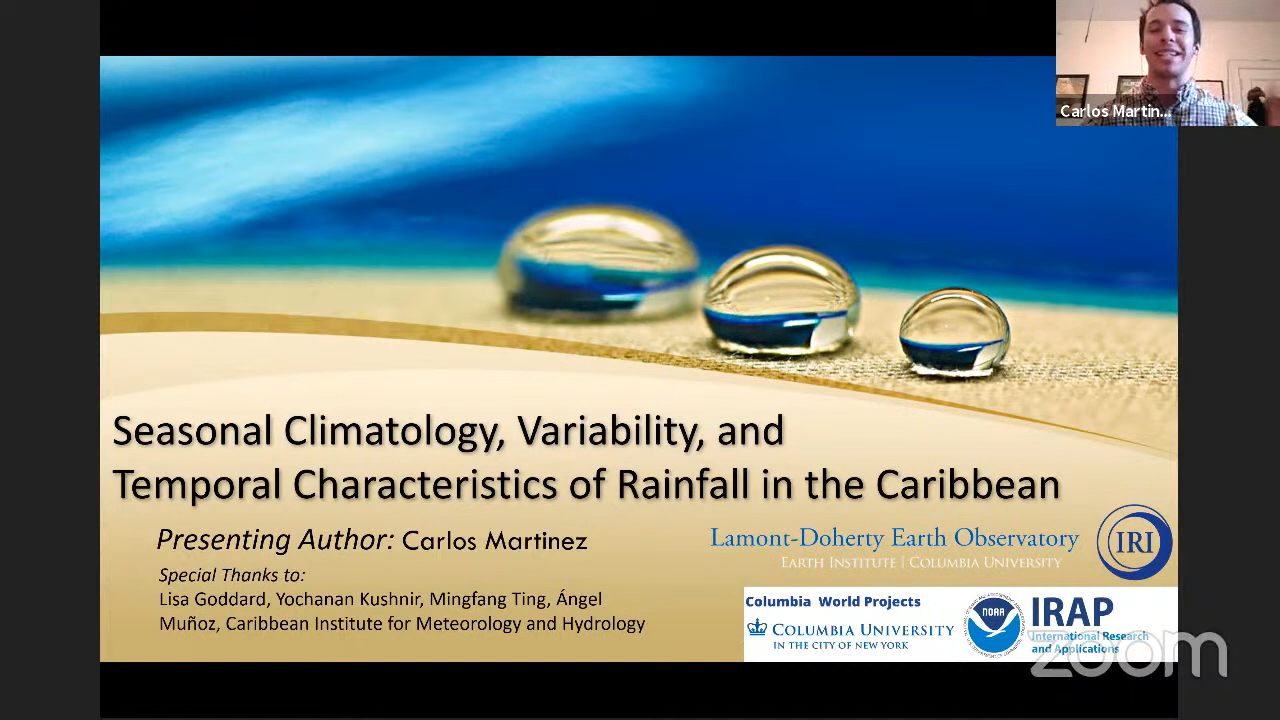 Carlos Martin...
Seasonal Climatology, Variability, and
Temporal Characteristics of Rainfall in the Caribbean
Presenting Author: Carlos Martinez
Special Thanks to:
Lisa Goddard, Yochanan Kushnir, Mingfang Ting, Ángel
Muñoz, Caribbean Institute for Meteorology and Hydrology
Lamont-Doherty Earth Observatory
EARTH INSTITUTE | COLUMBIA UNIVERSITY
IRI
Columbia World Projects
COLUMBIA UNIVERSITY
IN THE CITY OF NEW YORK
NOAA
IRAP
International Research
and Applications
zoom